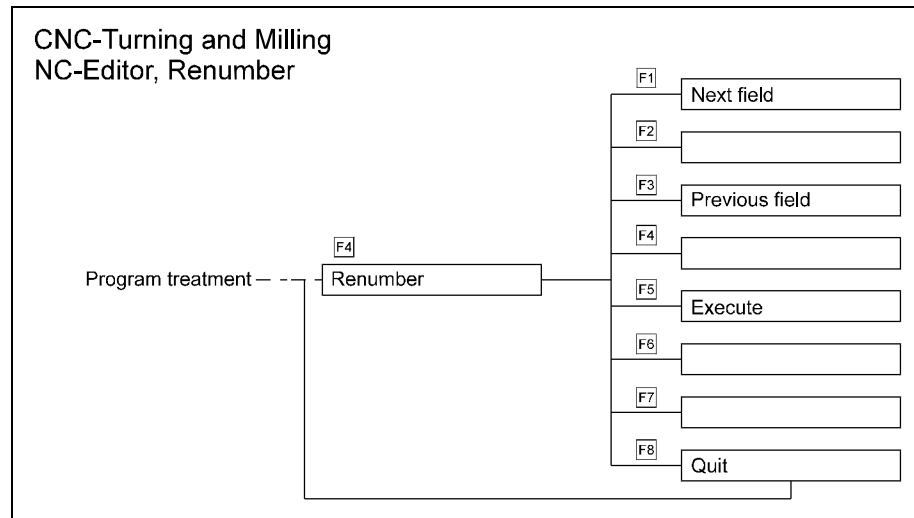 CNC-Turning and Milling
NC-Editor, Renumber
F1
Next field
F2
F3
Previous field
F4
F4
Program treatment
Renumber
F5
Execute
F6
F7
F8
Quit